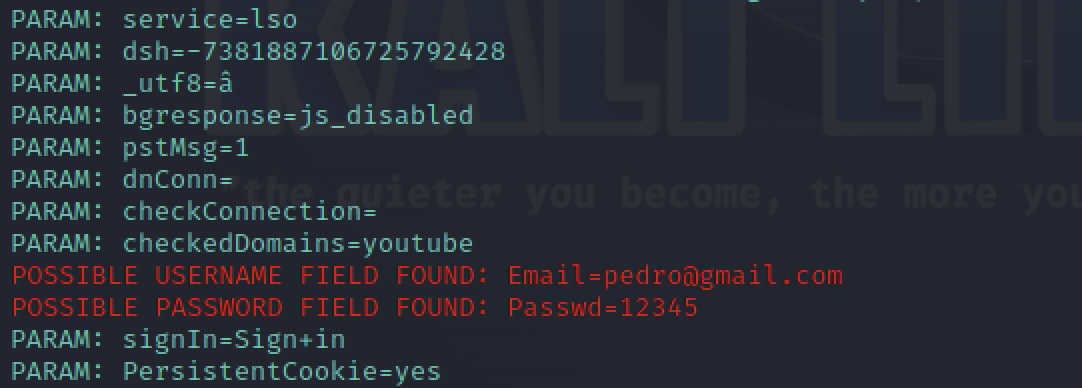 PARAM: service=lso
PARAM: dsh=-7381887106725792428
PARAM: _utf8=â
PARAM: bgresponse=js_disabled
PARAM: pstMsg=1
PARAM: dnConn=
"the quieter you become, the more you
PARAM: checkConnection=
PARAM: checkedDomains=youtube
POSSIBLE USERNAME FIELD FOUND: Email=pedro@gmail.com
POSSIBLE PASSWORD FIELD FOUND: Passwd=12345
PARAM: signIn=Sign+in
PARAM: PersistentCookie=yes